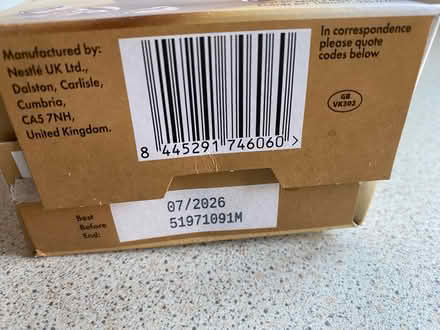 Manufactured by:
Nestlé UK Ltd.,
Dalston, Carlisle,
Cumbria,
CA5 7NH,
United Kingdom.
8 445291 746060 >
In correspondence
please quote
codes below
GB
VK202
Best
Before
End:
07/2026
51971091M